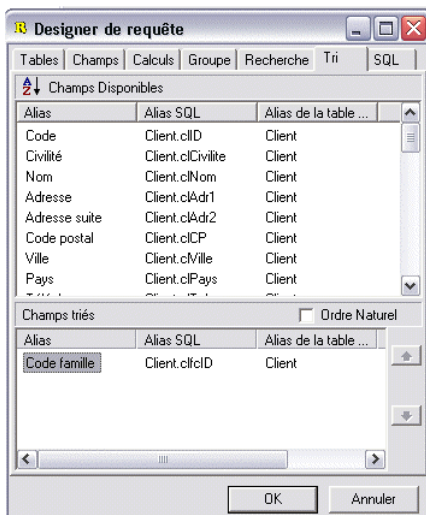 Designer de requête
Tables Champs Calculs Groupe Recherche Tri SQL
Champs Disponibles
Alias Alias SQL Alias de la table ...
Code Client.clID Client
Civilité Client.clCivilite Client
Nom Client.clNom Client
Adresse Client.clAdr1 Client
Adresse suite Client.clAdr2 Client
Code postal Client.clCP Client
Ville Client.clVille Client
Pays Client.clPays Client
Champs triés Ordre Naturel
Alias Alias SQL Alias de la table ...
Code famille Client.clfcID Client
OK Annuler